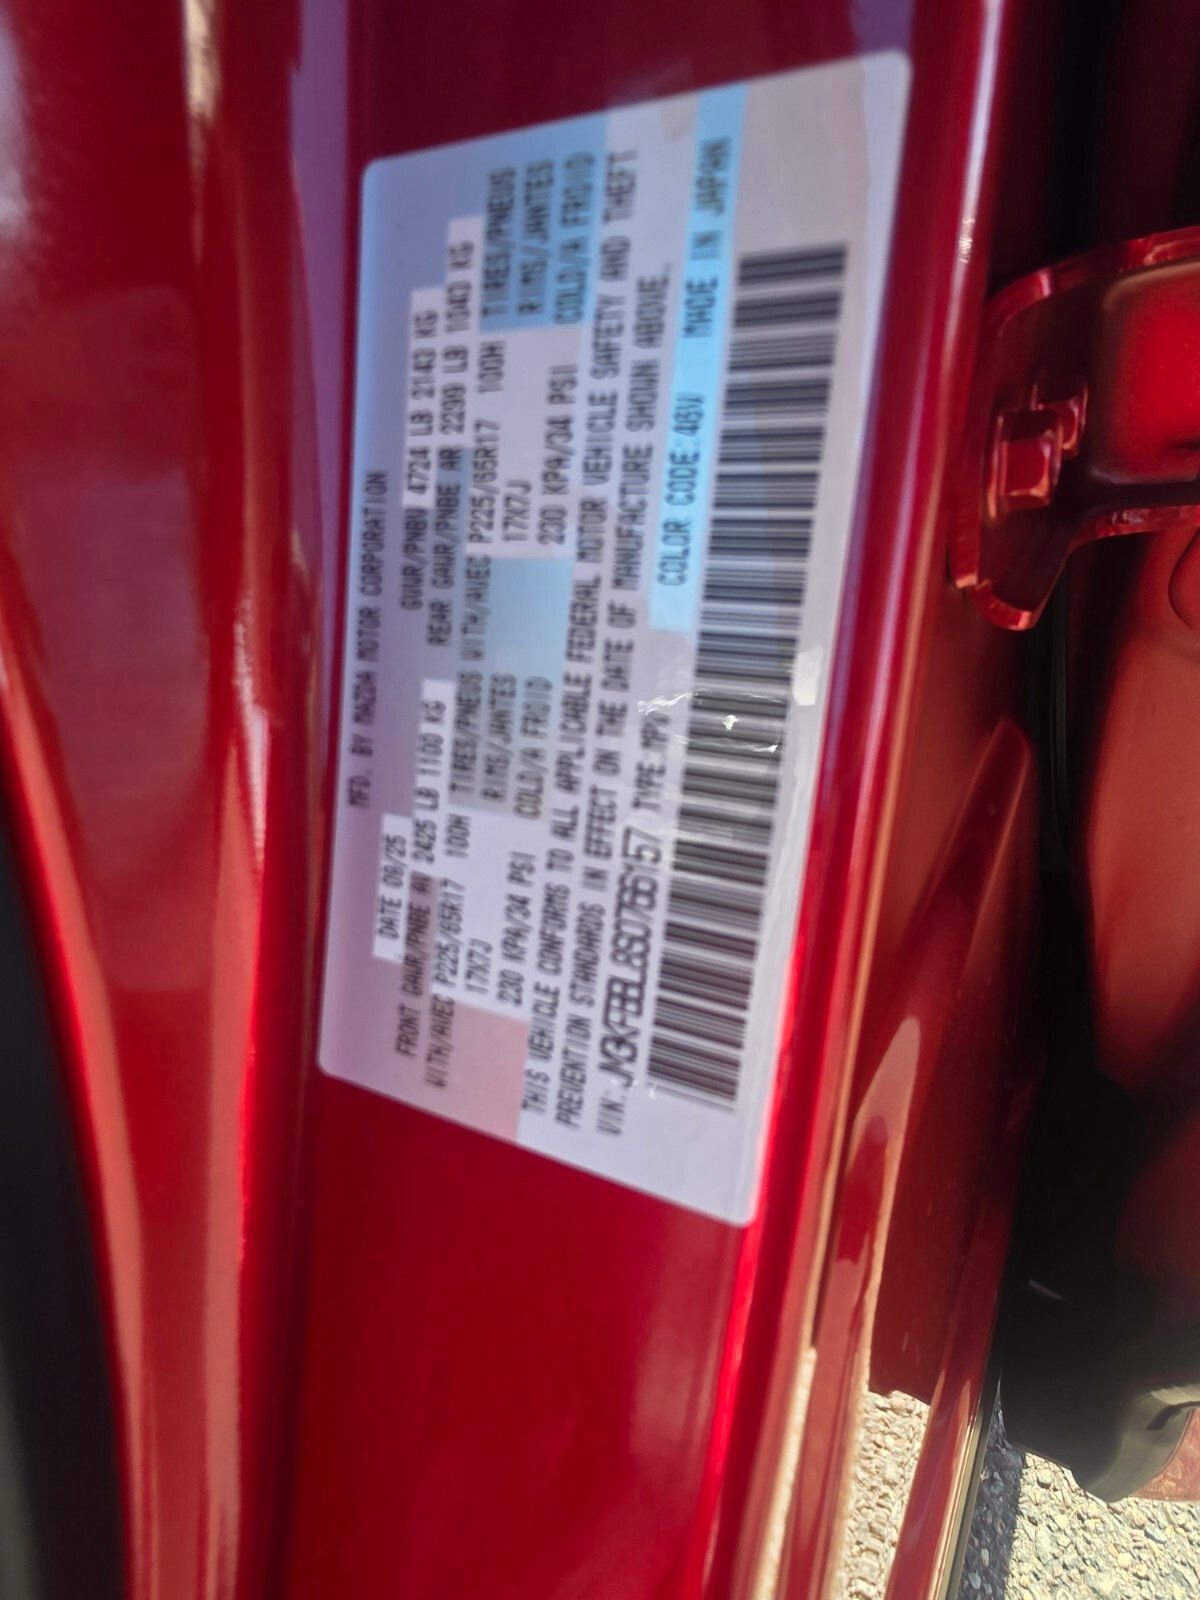 MFD. BY MAZDA MOTOR CORPORATION
DATE 08/25 GVWR/PNBV 4724 LB 2143 KG
FRONT GAWR/PNBE AV 2425 LB 1100 KG REAR GAWR/PNBE AR 2299 LB 1043 KG
WITH/AVEC P225/65R17 100H TIRES/PNEUS WITH/AVEC P225/65R17 100H TIRES/PNEUS
17X7J RIMS/JANTES 17X7J RIMS/JANTES
230 KPA/34 PSI COLD/A FROID 230 KPA/34 PSI COLD/A FROID
THIS VEHICLE CONFORMS TO ALL APPLICABLE FEDERAL MOTOR VEHICLE SAFETY AND THEFT
PREVENTION STANDARDS IN EFFECT ON THE DATE OF MANUFACTURE SHOWN ABOVE.
VIN: TYPE:MPV COLOR CODE:46V MADE IN JAPAN